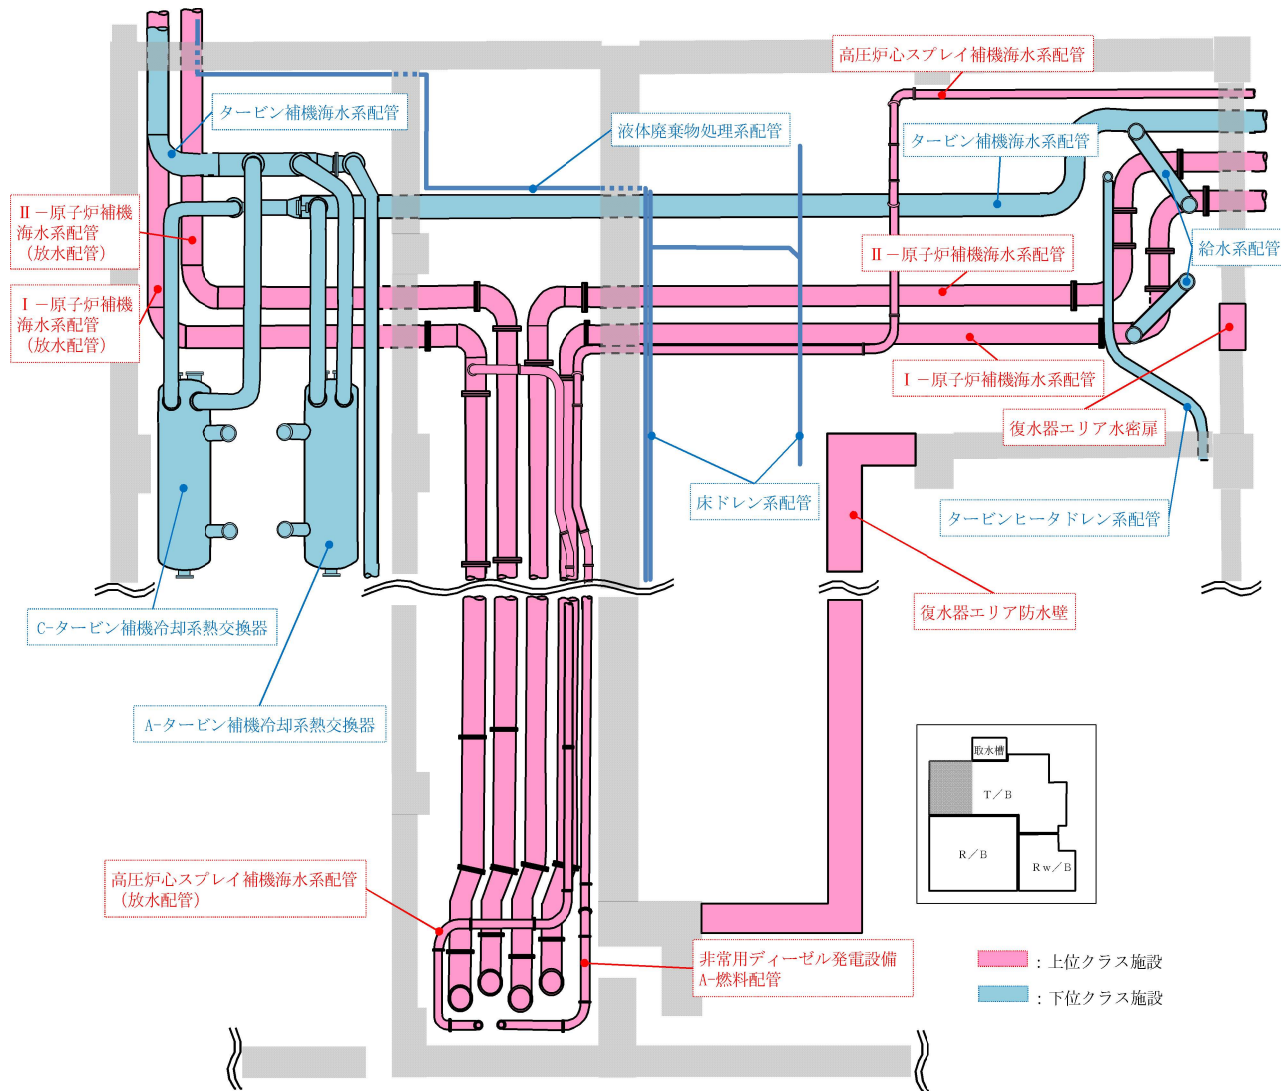 高圧炉心スプレイ補機海水系配管
タービン補機海水系配管
液体廃棄物処理系配管
タービン補機海水系配管
Ⅱ－原子炉補機
海水系配管
（放水配管）
Ⅱ－原子炉補機海水系配管
給水系配管
Ⅰ－原子炉補機
海水系配管
（放水配管）
Ⅰ－原子炉補機海水系配管
復水器エリア水密扉
床ドレン系配管
タービンヒータドレン系配管
C-タービン補機冷却系熱交換器
復水器エリア防水壁
A-タービン補機冷却系熱交換器
取水槽
T／B
R／B
Rw／B
高圧炉心スプレイ補機海水系配管
（放水配管）
非常用ディーゼル発電設備
A-燃料配管
：上位クラス施設
：下位クラス施設